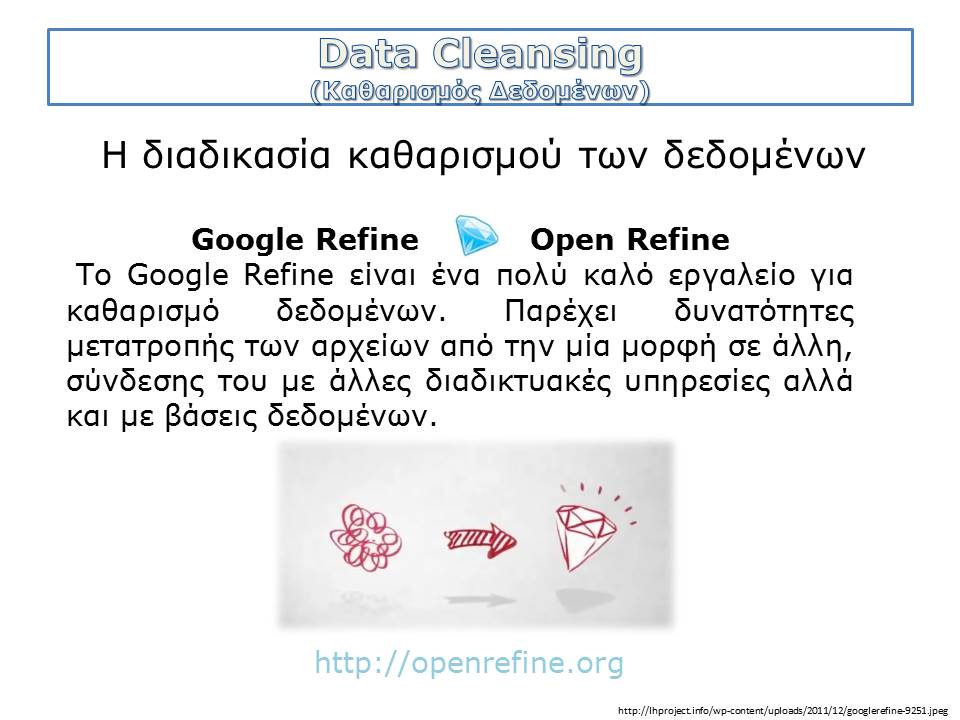 Data Cleansing
(Καθαρισμός Δεδομένων)
Η διαδικασία καθαρισμού των δεδομένων
Google Refine Open Refine
Το Google Refine είναι ένα πολύ καλό εργαλείο για
καθαρισμό δεδομένων. Παρέχει δυνατότητες
μετατροπής των αρχείων από την μία μορφή σε άλλη,
σύνδεσης του με άλλες διαδικτυακές υπηρεσίες αλλά
και με βάσεις δεδομένων.
http://openrefine.org
http://lhproject.info/wp-content/uploads/2011/12/googlerefine-9251.jpeg